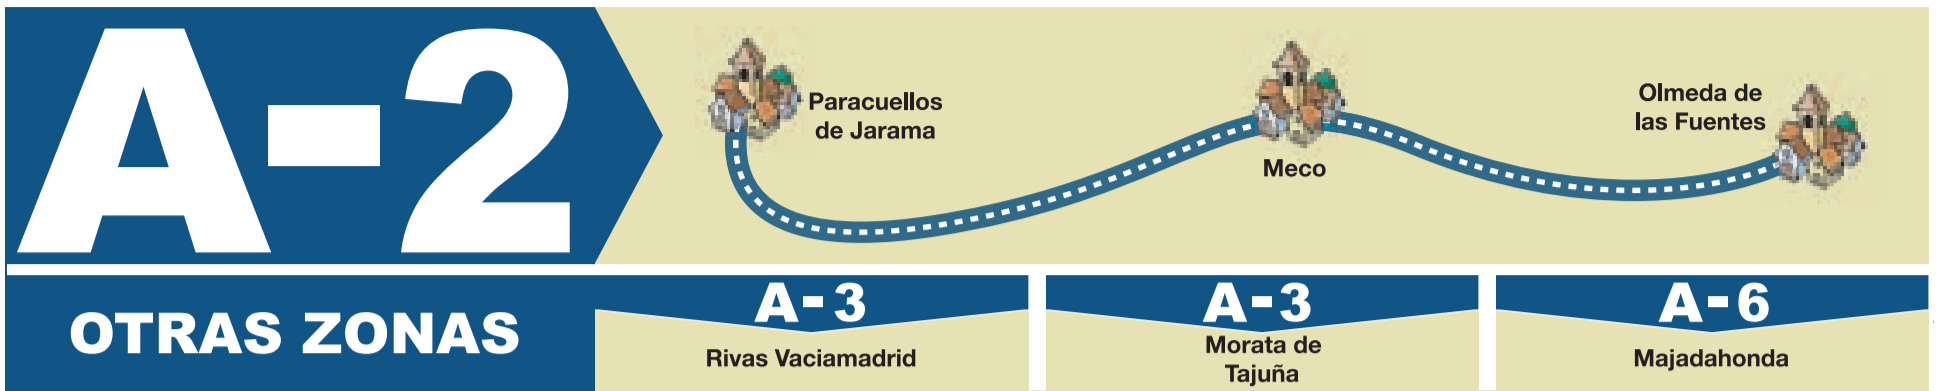 A-2
Paracuellos
de Jarama
Meco
Olmeda de
las Fuentes
OTRAS ZONAS
A-3
Rivas Vaciamadrid
A-3
Morata de
Tajuña
A-6
Majadahonda